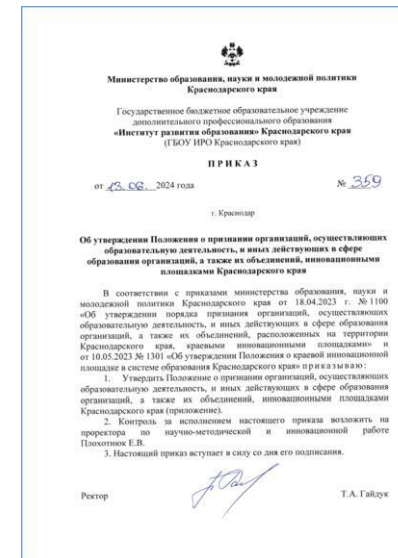 Министерство образования, науки и молодежной политики
Краснодарского края
Государственное бюджетное образовательное учреждение
дополнительного профессионального образования
«Институт развития образования» Краснодарского края
(ГБОУ ИРО Краснодарского края)
ПРИКАЗ
от 13.06. 2024 года № 359
г. Краснодар
Об утверждении Положения о признании организаций, осуществляющих
образовательную деятельность, и иных действующих в сфере
образования организаций, а также их объединений, инновационными
площадками Краснодарского края
В соответствии с приказами министерства образования, науки и
молодежной политики Краснодарского края от 18.04.2023 г. № 1100
«Об утверждении порядка признания организаций, осуществляющих
образовательную деятельность, и иных действующих в сфере образования
организаций, а также их объединений, расположенных на территории
Краснодарского края, краевыми инновационными площадками» и
от 10.05.2023 № 1301 «Об утверждении Положения о краевой инновационной
площадке в системе образования Краснодарского края» приказываю:
1. Утвердить Положение о признании организаций, осуществляющих
образовательную деятельность, и иных действующих в сфере образования
организаций, а также их объединений, инновационными площадками
Краснодарского края (приложение).
2. Контроль за исполнением настоящего приказа возложить на
проректора по научно-методической и инновационной работе
Плохотнюк Е.В.
3. Настоящий приказ вступает в силу со дня его подписания.
Ректор Т.А. Гайдук